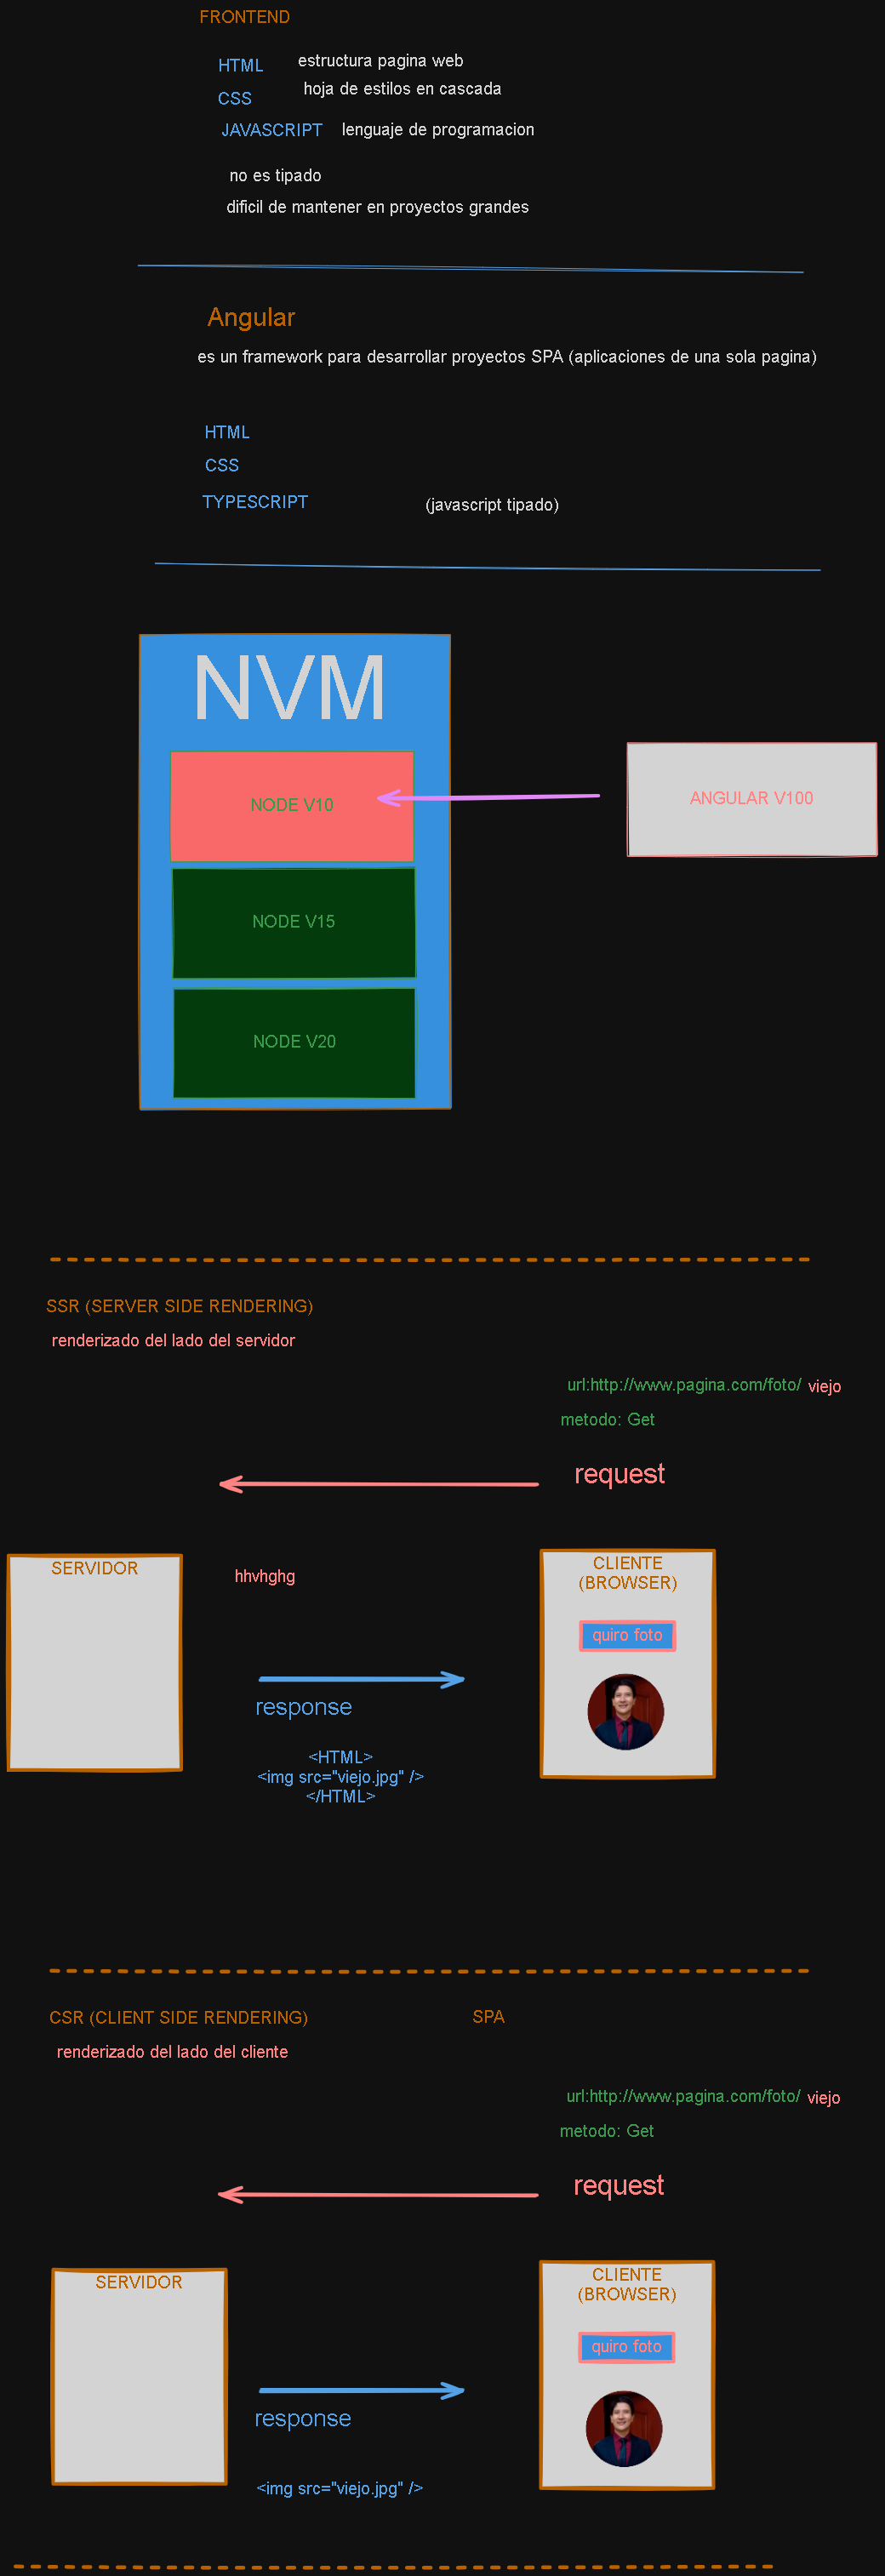 FRONTEND
HTML estructura pagina web
CSS hoja de estilos en cascada
JAVASCRIPT lenguaje de programacion
no es tipado
dificil de mantener en proyectos grandes
Angular
es un framework para desarrollar proyectos SPA (aplicaciones de una sola pagina)
HTML
CSS
TYPESCRIPT (javascript tipado)
NVM
NODE V10
ANGULAR V100
NODE V15
NODE V20
SSR (SERVER SIDE RENDERING)
renderizado del lado del servidor
url:http://www.pagina.com/foto/ viejo
metodo: Get
request
SERVIDOR
hhvhghg
CLIENTE
(BROWSER)
quiro foto
response
<HTML>
<img src="viejo.jpg" />
</HTML>
CSR (CLIENT SIDE RENDERING) SPA
renderizado del lado del cliente
url:http://www.pagina.com/foto/ viejo
metodo: Get
request
SERVIDOR
CLIENTE
(BROWSER)
quiro foto
response
<img src="viejo.jpg" />